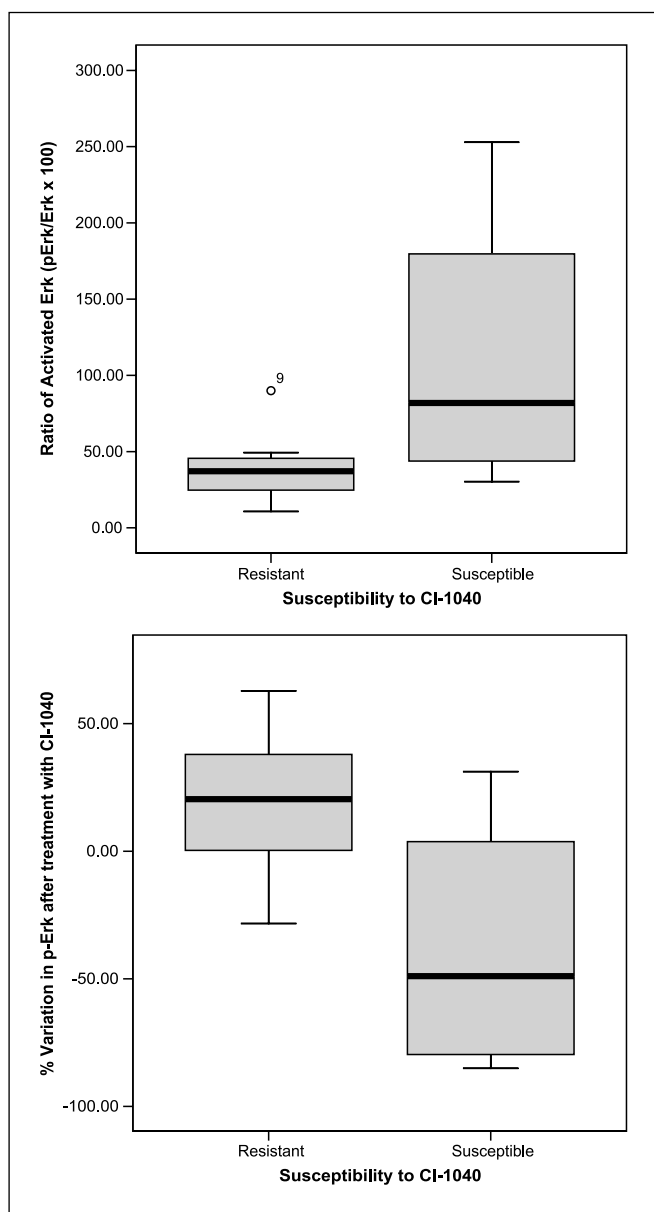 Ratio of Activated Erk (pErk/Erk x 100)
300.00
250.00
200.00
150.00
100.00
50.00
0.00
9
Resistant
Susceptible
Susceptibility to CI-1040
% Variation in p-Erk after treatment with CI-1040
50.00
0.00
-50.00
-100.00
Resistant
Susceptible
Susceptibility to CI-1040